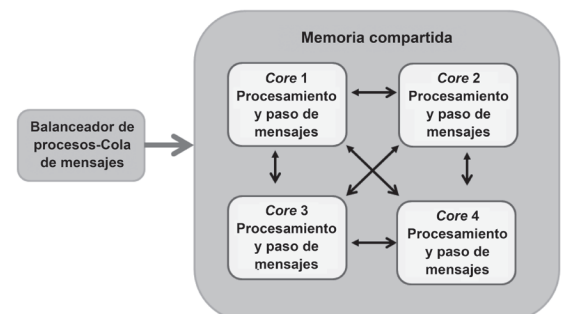 Memoria compartida
Core 1
Procesamiento
y paso de
mensajes
Core 2
Procesamiento
y paso de
mensajes
Balanceador de
procesos-Cola
de mensajes
Core 3
Procesamiento
y paso de
mensajes
Core 4
Procesamiento
y paso de
mensajes